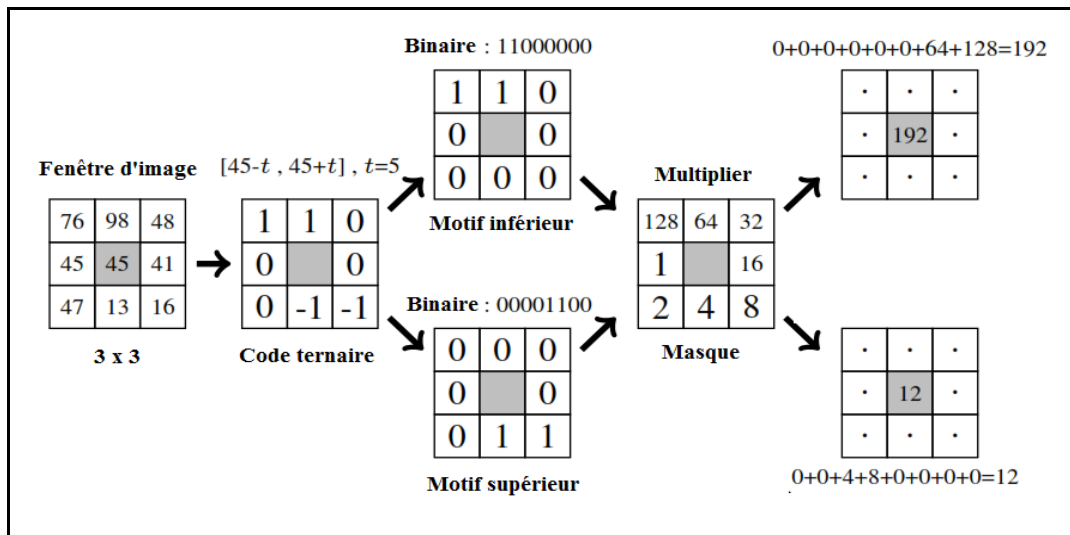 Binaire : 11000000
0+0+0+0+0+0+64+128=192
1 1 0
0 0
0 0 0
Motif inférieur
· · ·
· 192 ·
· · ·
Fenêtre d'image
76 98 48
45 45 41
47 13 16
3 x 3
[45-t , 45+t] , t=5
1 1 0
0 0
0 -1 -1
Code ternaire
Multiplier
128 64 32
1 16
2 4 8
Masque
Binaire : 00001100
0 0 0
0 0
0 1 1
Motif supérieur
· · ·
· 12 ·
· · ·
0+0+4+8+0+0+0+0=12